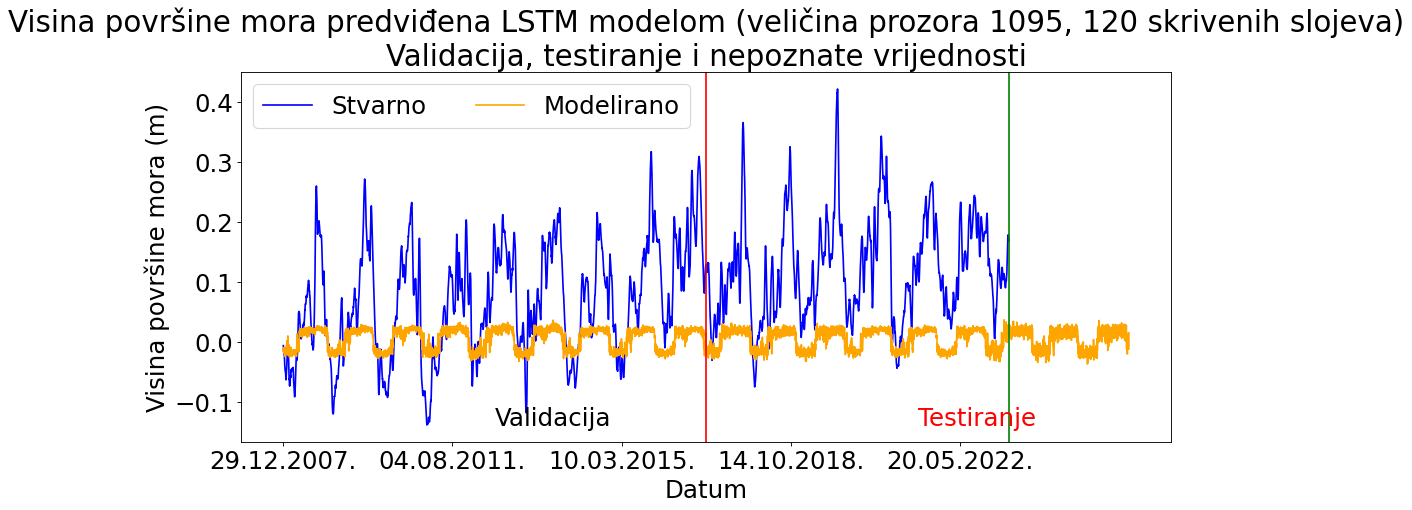 Visina površine mora predviđena LSTM modelom (veličina prozora 1095, 120 skrivenih slojeva)
Validacija, testiranje i nepoznate vrijednosti
Stvarno
Modelirano
Visina površine mora (m)
0.4
0.3
0.2
0.1
0.0
−0.1
Validacija
Testiranje
29.12.2007.
04.08.2011.
10.03.2015.
14.10.2018.
20.05.2022.
Datum